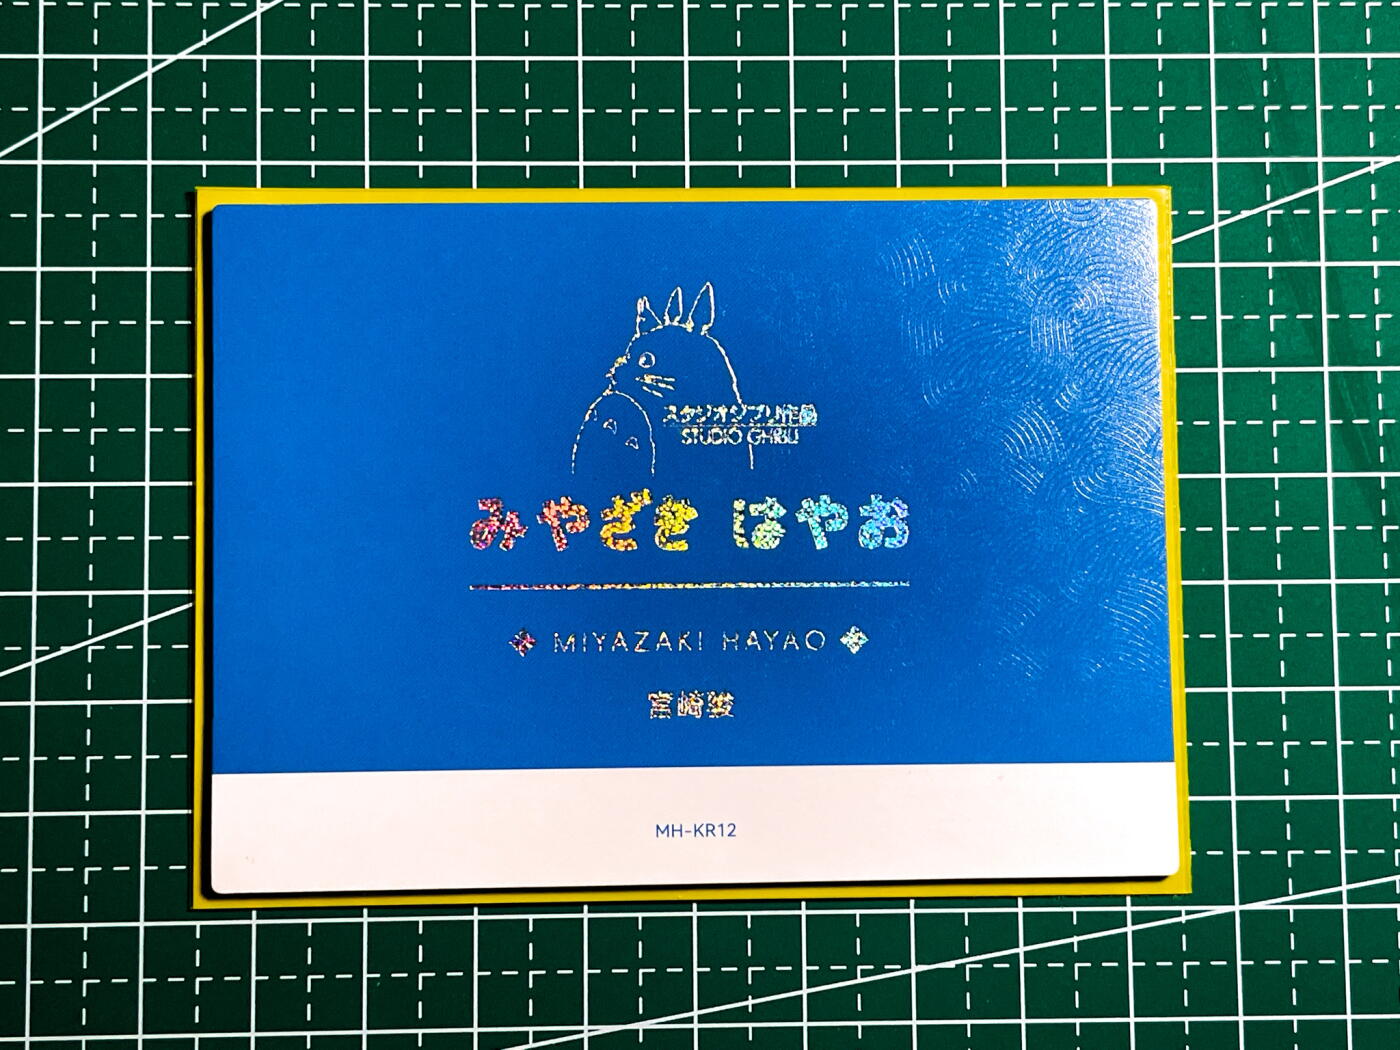 スタジオジブリ作品
STUDIO GHIBLI
みやざき はやお
MIYAZAKI HAYAO
宮崎駿
MH-KR12